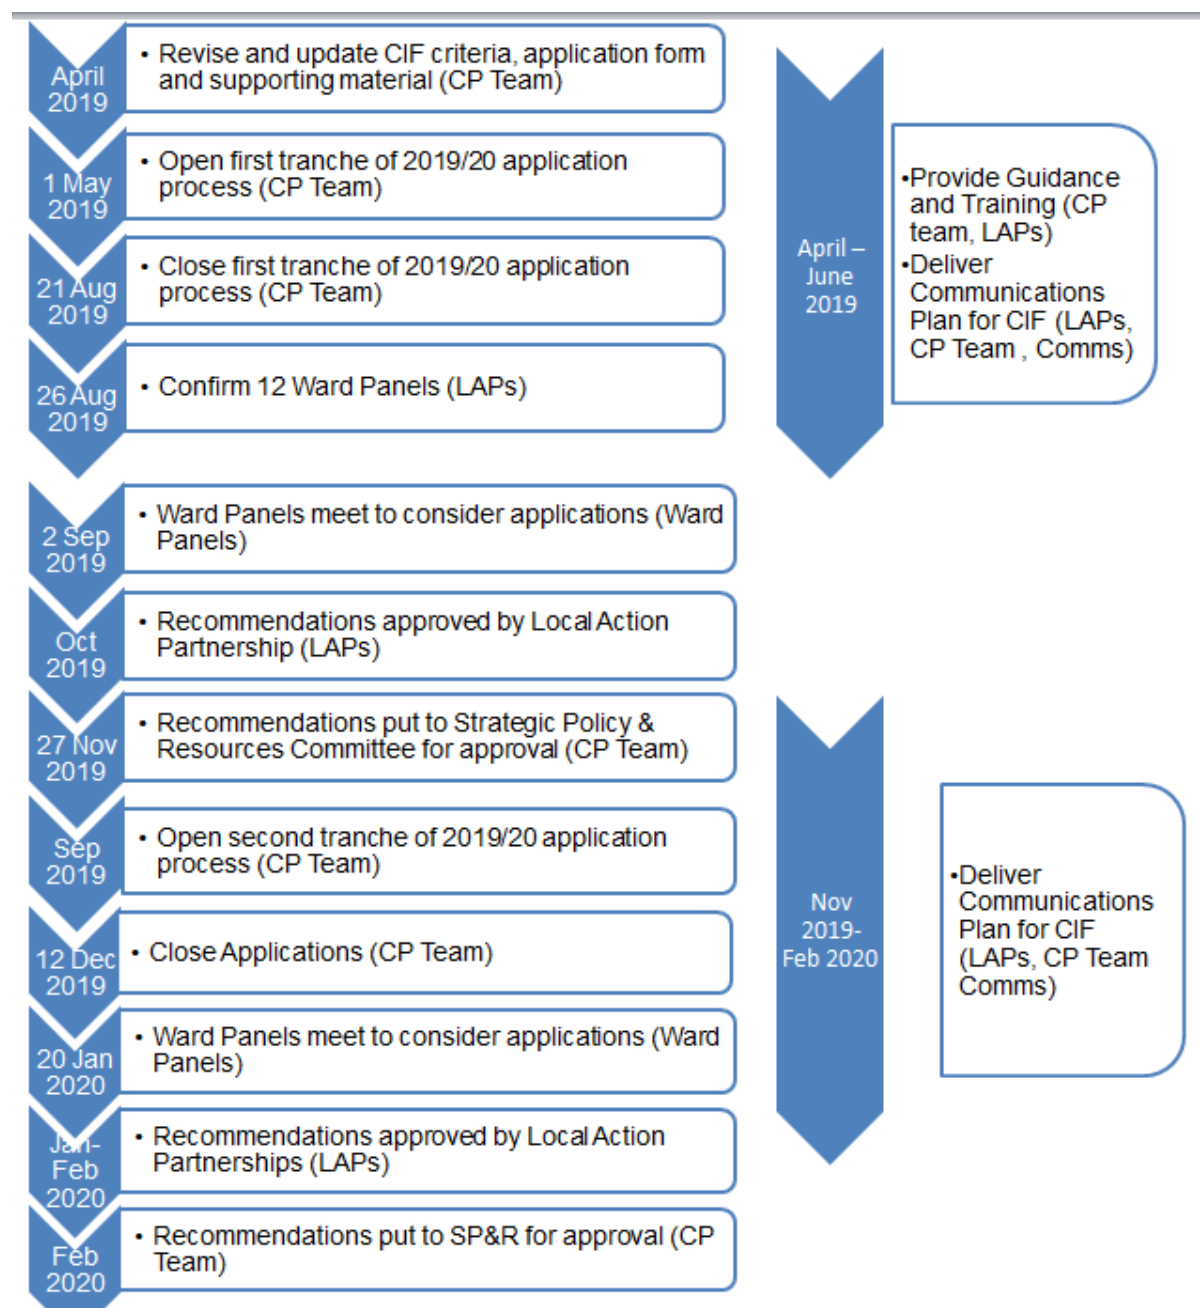 April
2019
• Revise and update CIF criteria, application form
and supporting material (CP Team)
1 May
2019
• Open first tranche of 2019/20 application
process (CP Team)
21 Aug
2019
• Close first tranche of 2019/20 application
process (CP Team)
26 Aug
2019
• Confirm 12 Ward Panels (LAPs)
2 Sep
2019
• Ward Panels meet to consider applications (Ward
Panels)
Oct
2019
• Recommendations approved by Local Action
Partnership (LAPs)
27 Nov
2019
• Recommendations put to Strategic Policy &
Resources Committee for approval (CP Team)
Sep
2019
• Open second tranche of 2019/20 application
process (CP Team)
12 Dec
2019
• Close Applications (CP Team)
20 Jan
2020
• Ward Panels meet to consider applications (Ward
Panels)
Jan-
Feb
2020
• Recommendations approved by Local Action
Partnerships (LAPs)
Feb
2020
• Recommendations put to SP&R for approval (CP
Team)
April –
June
2019
•Provide Guidance
and Training (CP
team, LAPs)
•Deliver
Communications
Plan for CIF (LAPs,
CP Team , Comms)
Nov
2019-
Feb 2020
•Deliver
Communications
Plan for CIF
(LAPs, CP Team
Comms)